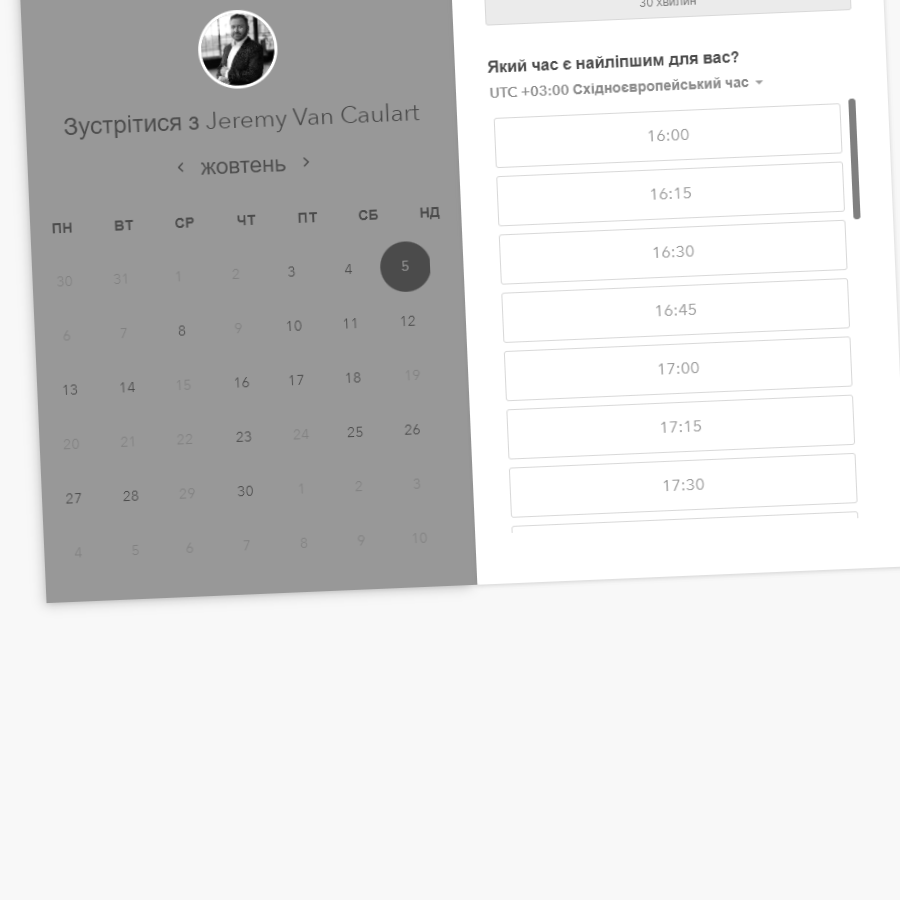 Зустрітися з Jeremy Van Caulart
жовтень
ПН ВТ СР ЧТ ПТ СБ НД
30 31 1 2 3 4 5
6 7 8 9 10 11 12
13 14 15 16 17 18 19
20 21 22 23 24 25 26
27 28 29 30 1 2 3
4 5 6 7 8 9 10
30 хвилин
Який час є найліпшим для вас?
UTC +03:00 Східноєвропейський час
16:00
16:15
16:30
16:45
17:00
17:15
17:30